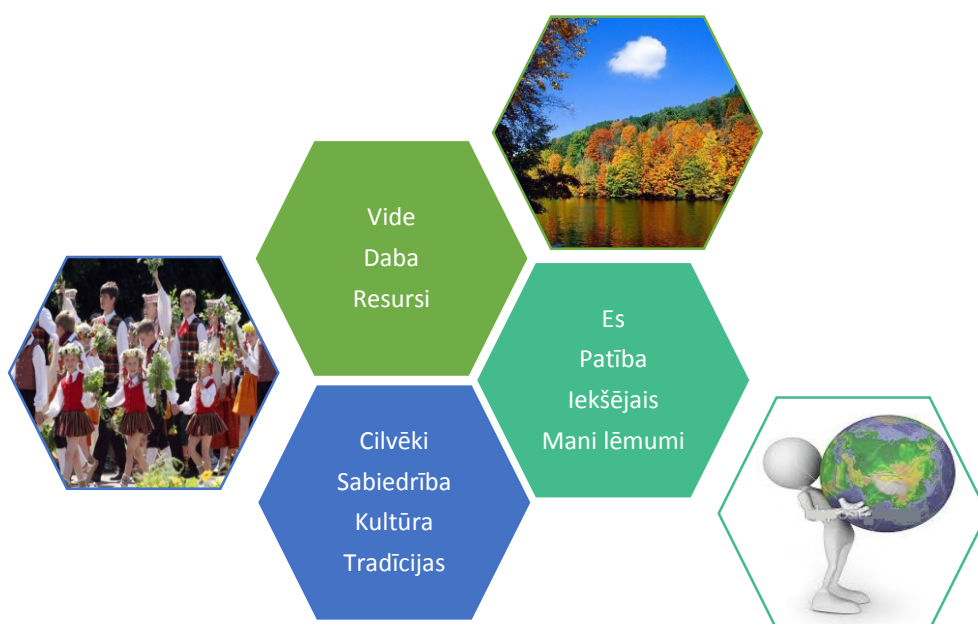 Vide
Daba
Resursi
Es
Patība
Iekšējais
Mani lēmumi
Cilvēki
Sabiedrība
Kultūra
Tradīcijas